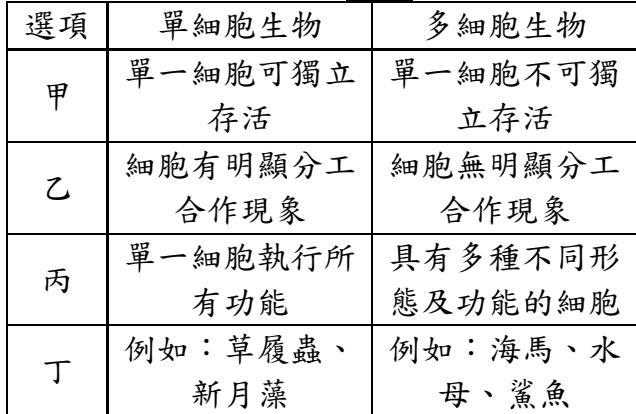 選項 單細胞生物 多細胞生物
甲 單一細胞可獨立存活 單一細胞不可獨立存活
乙 細胞有明顯分工合作現象 細胞無明顯分工合作現象
丙 單一細胞執行所有功能 具有多種不同形態及功能的細胞
丁 例如：草履蟲、新月藻 例如：海馬、水母、鯊魚